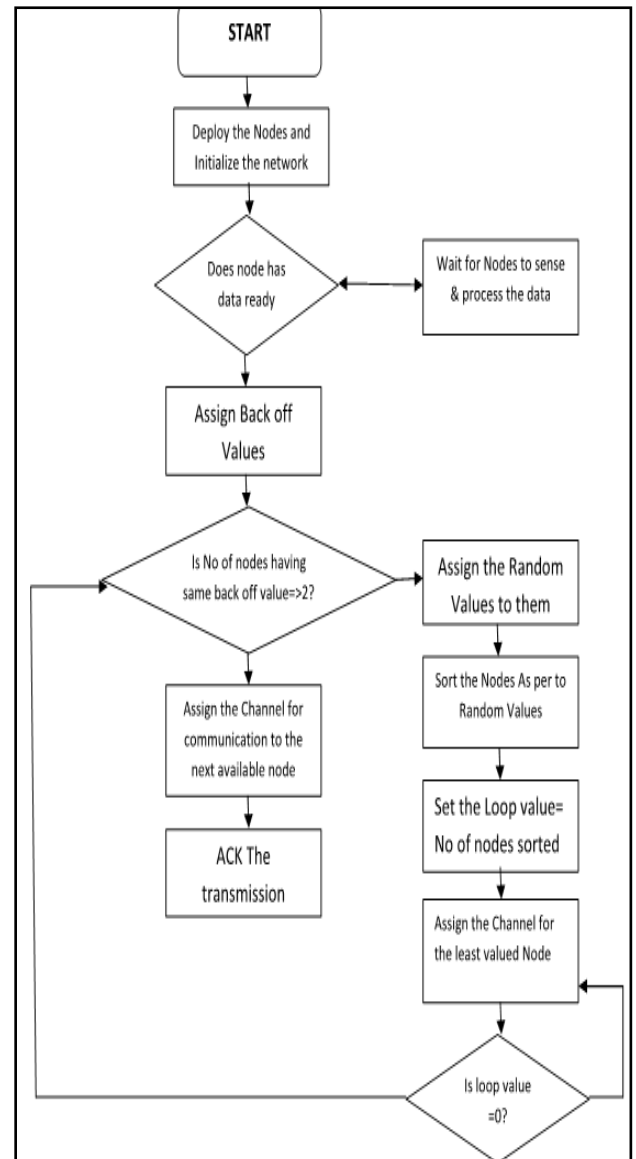 START
Deploy the Nodes and
Initialize the network
Does node has
data ready
Wait for Nodes to sense
& process the data
Assign Back off
Values
Is No of nodes having
same back off value=>2?
Assign the Random
Values to them
Sort the Nodes As per to
Random Values
Assign the Channel for
communication to the
next available node
Set the Loop value=
No of nodes sorted
ACK The
transmission
Assign the Channel for
the least valued Node
Is loop value
=0?